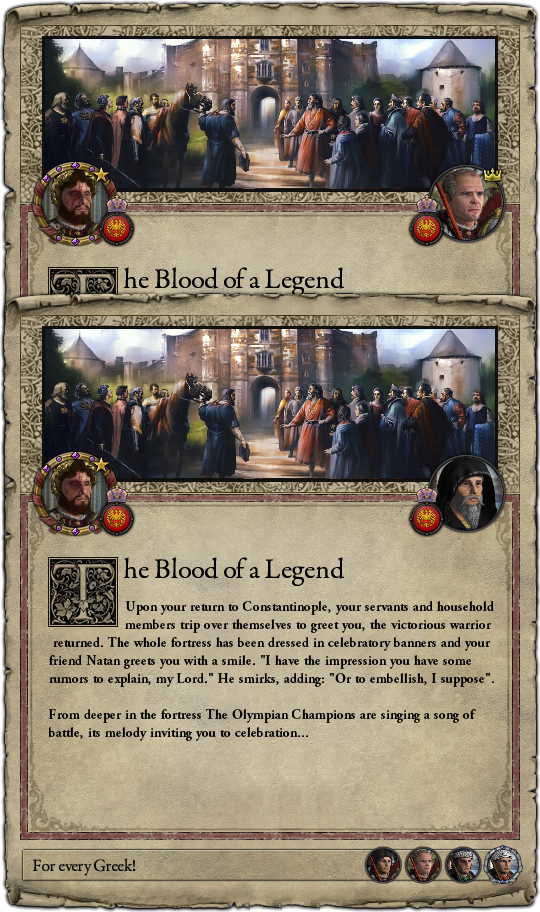 The Blood of a Legend
The Blood of a Legend
Upon your return to Constantinople, your servants and household
members trip over themselves to greet you, the victorious warrior
returned. The whole fortress has been dressed in celebratory banners and your
friend Natan greets you with a smile. "I have the impression you have some
rumors to explain, my Lord." He smirks, adding: "Or to embellish, I suppose".
From deeper in the fortress The Olympian Champions are singing a song of
battle, its melody inviting you to celebration...
For every Greek!